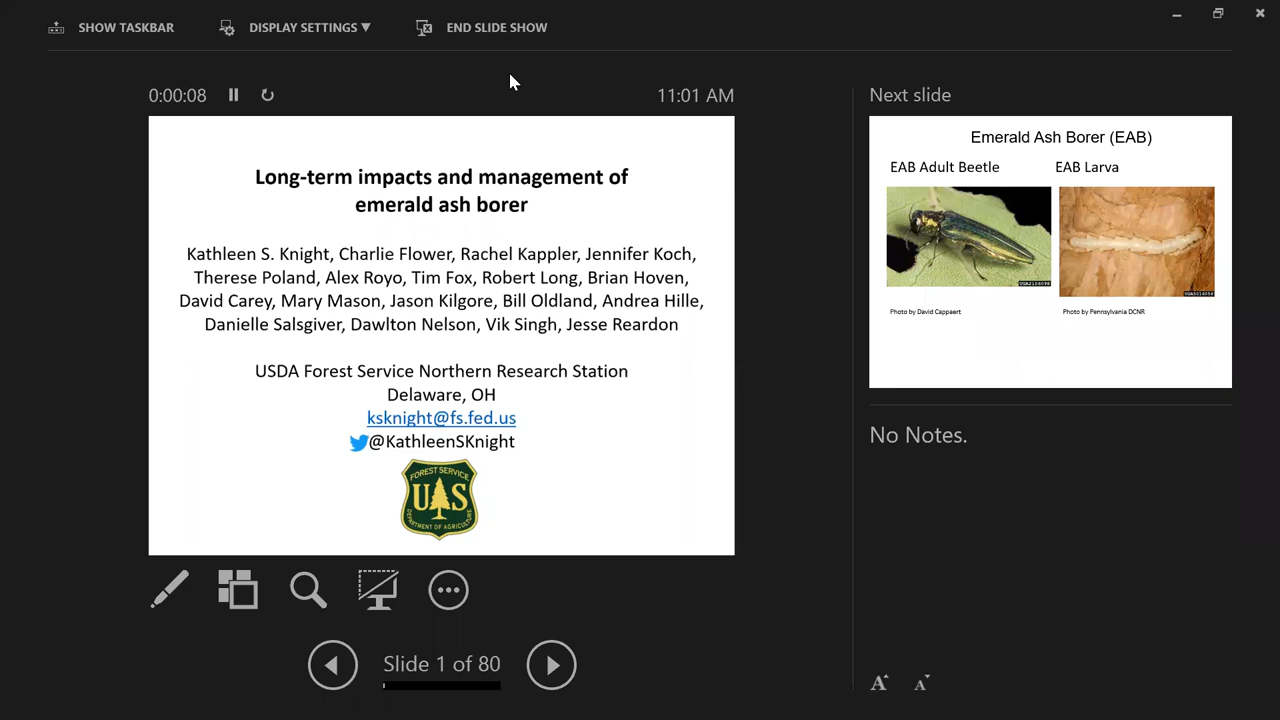 SHOW TASKBAR
DISPLAY SETTINGS ▼
END SLIDE SHOW
0:00:08
11:01 AM
Long-term impacts and management of
emerald ash borer
Kathleen S. Knight, Charlie Flower, Rachel Kappler, Jennifer Koch,
Therese Poland, Alex Royo, Tim Fox, Robert Long, Brian Hoven,
David Carey, Mary Mason, Jason Kilgore, Bill Oldland, Andrea Hille,
Danielle Salsgiver, Dawlton Nelson, Vik Singh, Jesse Reardon
USDA Forest Service Northern Research Station
Delaware, OH
ksknight@fs.fed.us
@KathleenSKnight
FOREST SERVICE
U S
DEPARTMENT OF AGRICULTURE
Slide 1 of 80
Next slide
Emerald Ash Borer (EAB)
EAB Adult Beetle
EAB Larva
Photo by David Cappaert
Photo by Pennsylvania DCNR
No Notes.
A
A